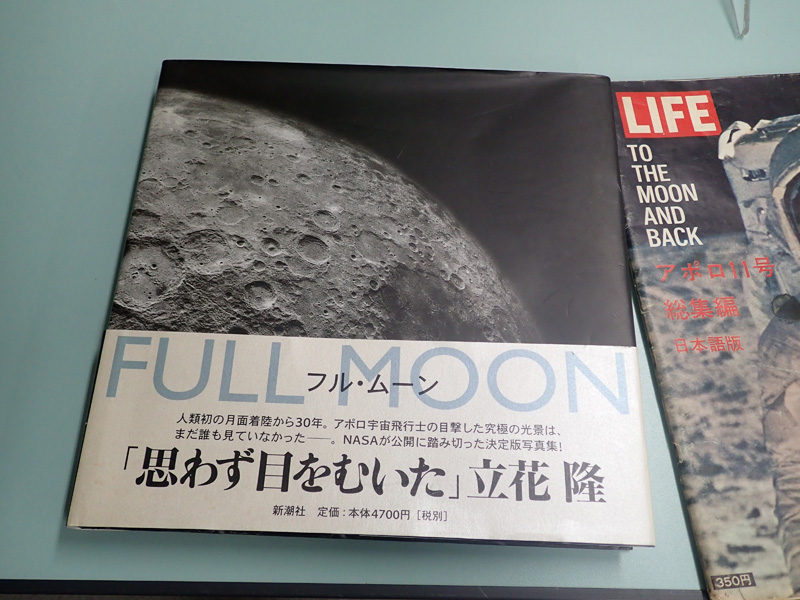 FULL MOON
フル・ムーン
人類初の月面着陸から30年。アポロ宇宙飛行士の目撃した究極の光景は、
まだ誰も見ていなかった――。NASAが公開に踏み切った決定版写真集!
「思わず目をむいた」立花 隆
新潮社 定価:本体4700円[税別]
LIFE
TO
THE
MOON
AND
BACK
アポロ11号
総集編
日本語版
350円